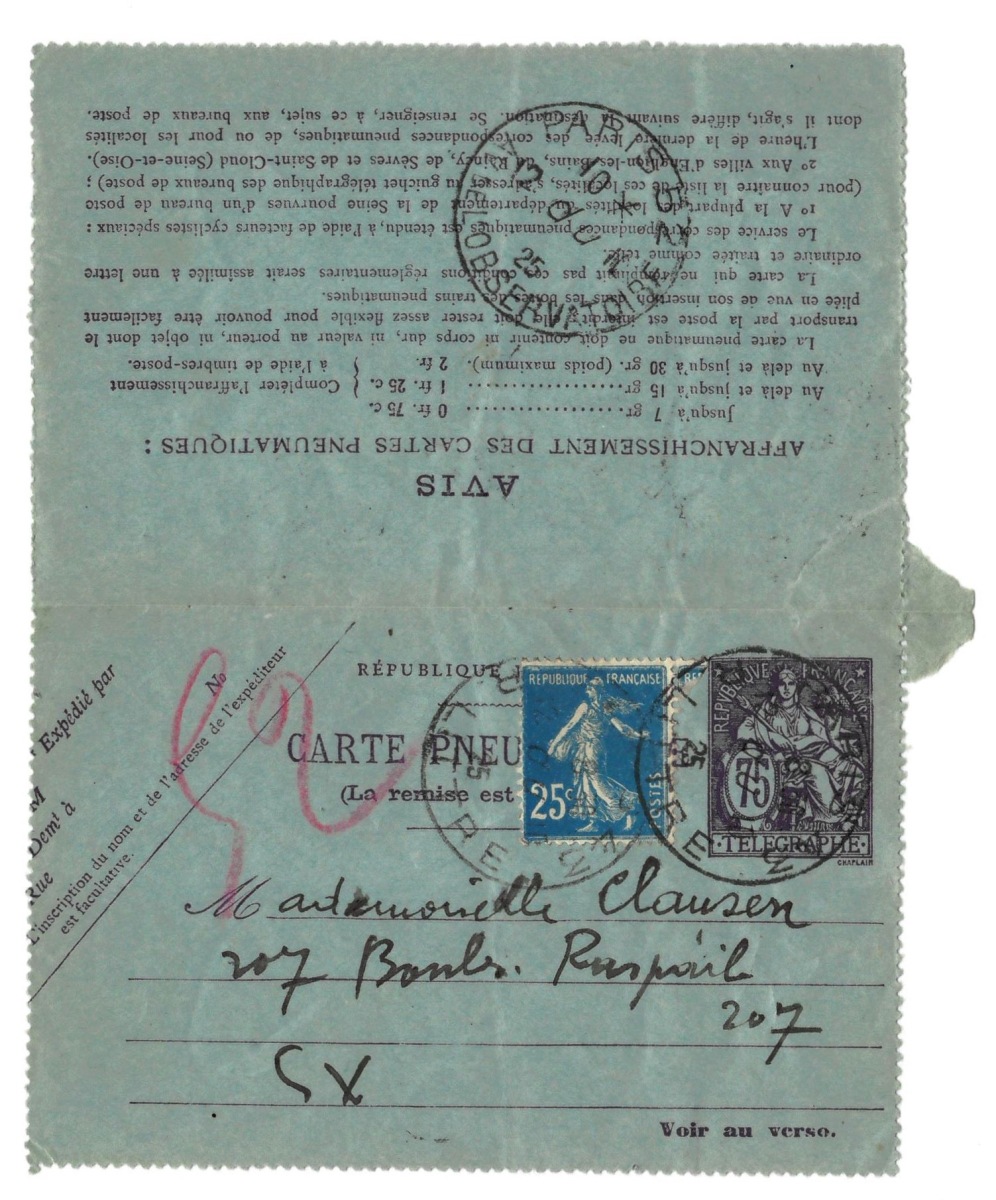 AVIS
AFFRANCHISSEMENT DES CARTES PNEUMATIQUES :
Jusqu'à 7 gr. .................... 0 fr. 75 c.
Au delà et jusqu'à 15 gr. .................... 1 fr. 25 c. } Compléter l'affranchissement
Au delà et jusqu'à 30 gr. (poids maximum). 2 fr. } à l'aide de timbres-poste.
La carte pneumatique ne doit contenir ni corps dur, ni valeur au porteur, ni objet dont le
transport par la poste est interdit; elle doit rester assez flexible pour pouvoir être facilement
pliée en vue de son insertion dans les boîtes des trains pneumatiques.
La carte qui ne remplirait pas ces conditions réglementaires serait assimilée à une lettre
ordinaire et traitée comme telle.
Le service des correspondances pneumatiques est étendu, à l'aide de facteurs cyclistes spéciaux :
1° A la plupart des localités du département de la Seine pourvues d'un bureau de poste
(pour connaître la liste de ces localités, s'adresser au guichet télégraphique des bureaux de poste) ;
2° Aux villes d'Enghien-les-Bains, du Raincy, de Sèvres et de Saint-Cloud (Seine-et-Oise).
L'heure de la dernière levée des correspondances pneumatiques, de ou pour les localités
dont il s'agit, diffère suivant la destination. Se renseigner, à ce sujet, aux bureaux de poste.
PARIS
DE L'OBSERVATOIRE
25
Expédié par
M
Demt à
Rue
No
L'inscription du nom et de l'adresse de l'expéditeur
est facultative.
RÉPUBLIQUE
CARTE PNEU
(La remise est
REPUBLIQUE FRANÇAISE
25c
POSTES
REPUBLIQUE FRANCAISE
75
TELEGRAPHE
CHAPLAIN
25
25
Mademoiselle Clausen
207 Boulv. Raspail
207
Voir au verso.